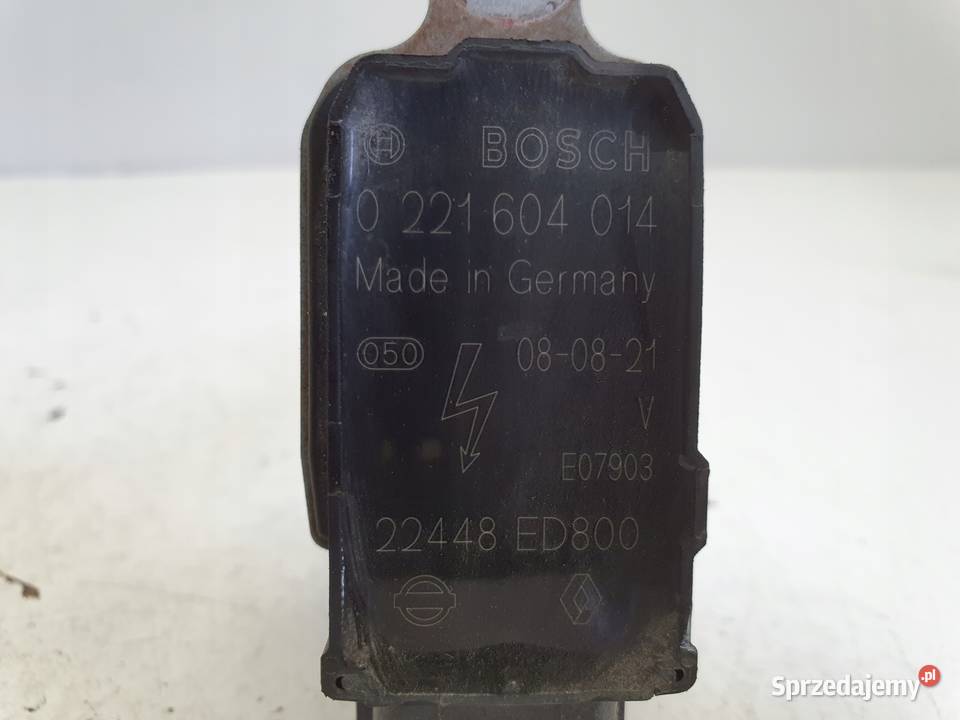 BOSCH
0 221 604 014
Made in Germany
050 08-08-21
V
E07903
22448 ED800
Sprzedajemy.pl